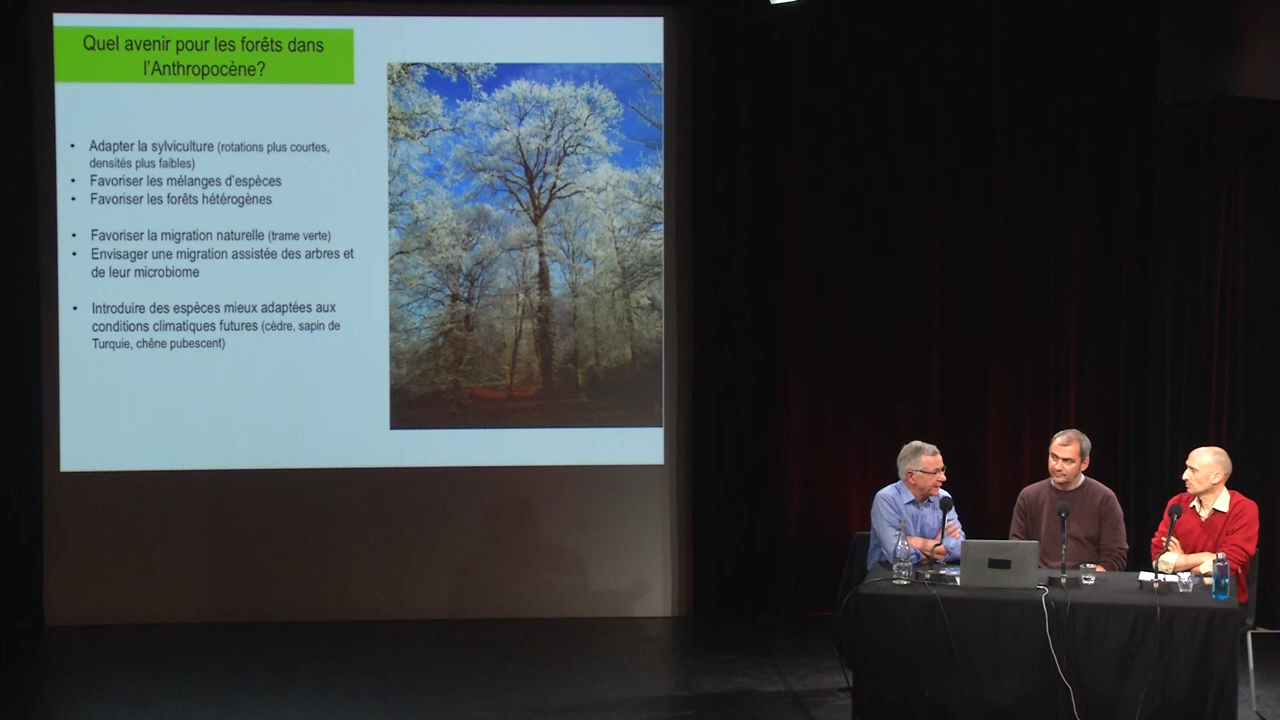 Quel avenir pour les forêts dans
l'Anthropocène?
• Adapter la sylviculture (rotations plus courtes,
densités plus faibles)
• Favoriser les mélanges d'espèces
• Favoriser les forêts hétérogènes
• Favoriser la migration naturelle (trame verte)
• Envisager une migration assistée des arbres et
de leur microbiome
• Introduire des espèces mieux adaptées aux
conditions climatiques futures (cèdre, sapin de
Turquie, chêne pubescent)